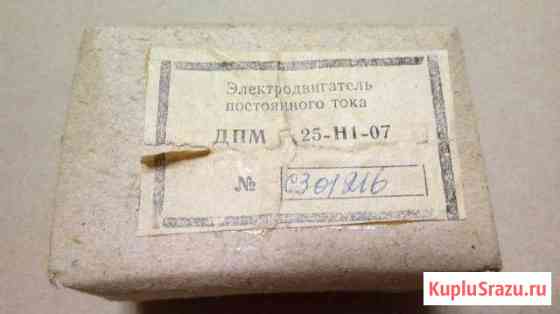 Электродвигатель
постоянного тока
ДПМ 25-Н1-07
№ С301216
KupluSrazu.ru